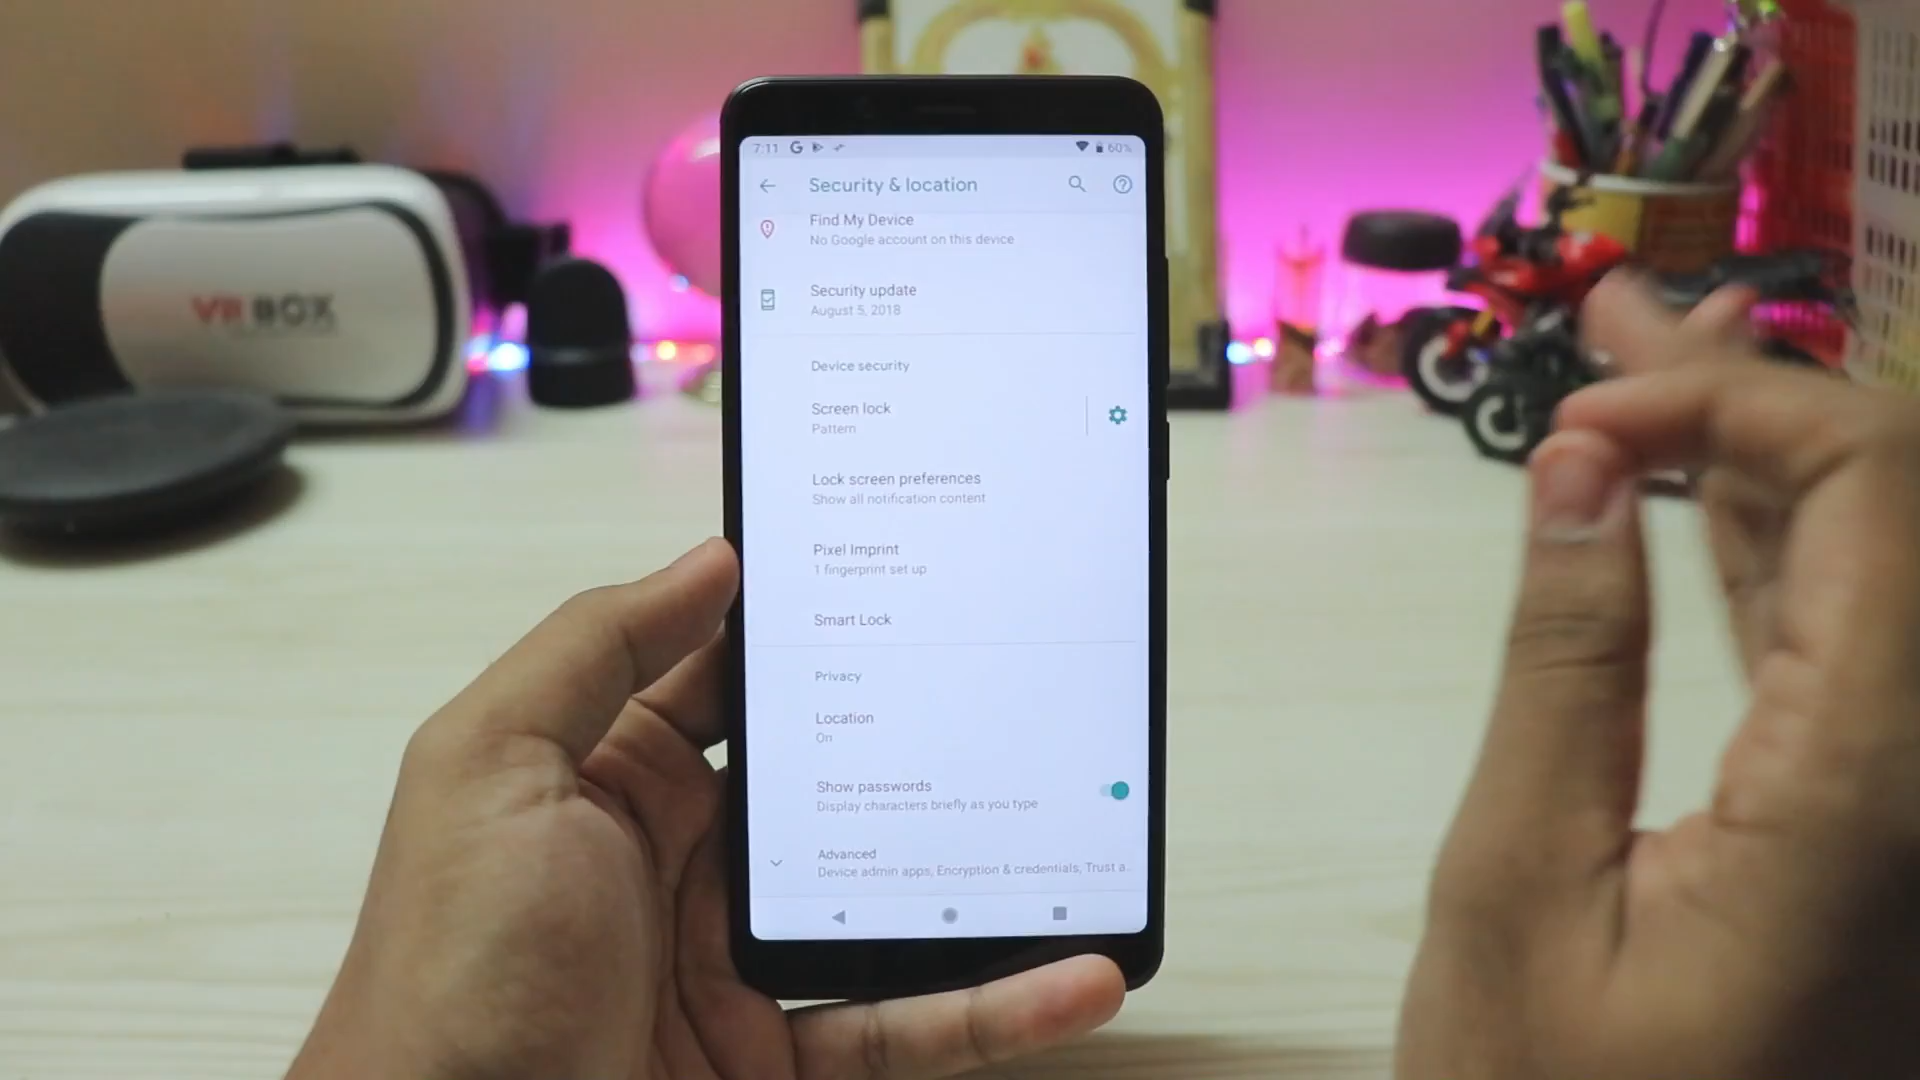 7:11
60%
Security & location
Find My Device
No Google account on this device
Security update
August 5, 2018
Device security
Screen lock
Pattern
Lock screen preferences
Show all notification content
Pixel Imprint
1 fingerprint set up
Smart Lock
Privacy
Location
On
Show passwords
Display characters briefly as you type
Advanced
Device admin apps, Encryption & credentials, Trust a..
VR BOX